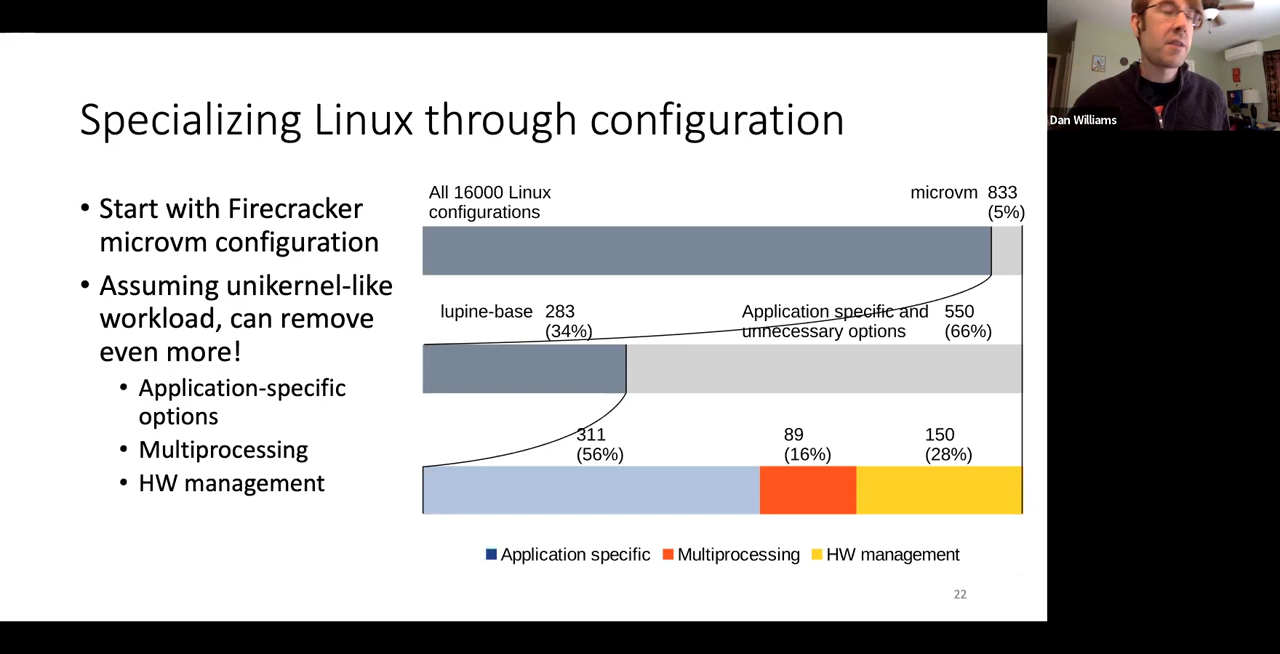 Dan Williams
Specializing Linux through configuration
• Start with Firecracker
microvm configuration
• Assuming unikernel-like
workload, can remove
even more!
• Application-specific
options
• Multiprocessing
• HW management
All 16000 Linux
configurations
microvm 833
(5%)
lupine-base 283
(34%)
Application specific and
unnecessary options
550
(66%)
311
(56%)
89
(16%)
150
(28%)
Application specific Multiprocessing HW management
22